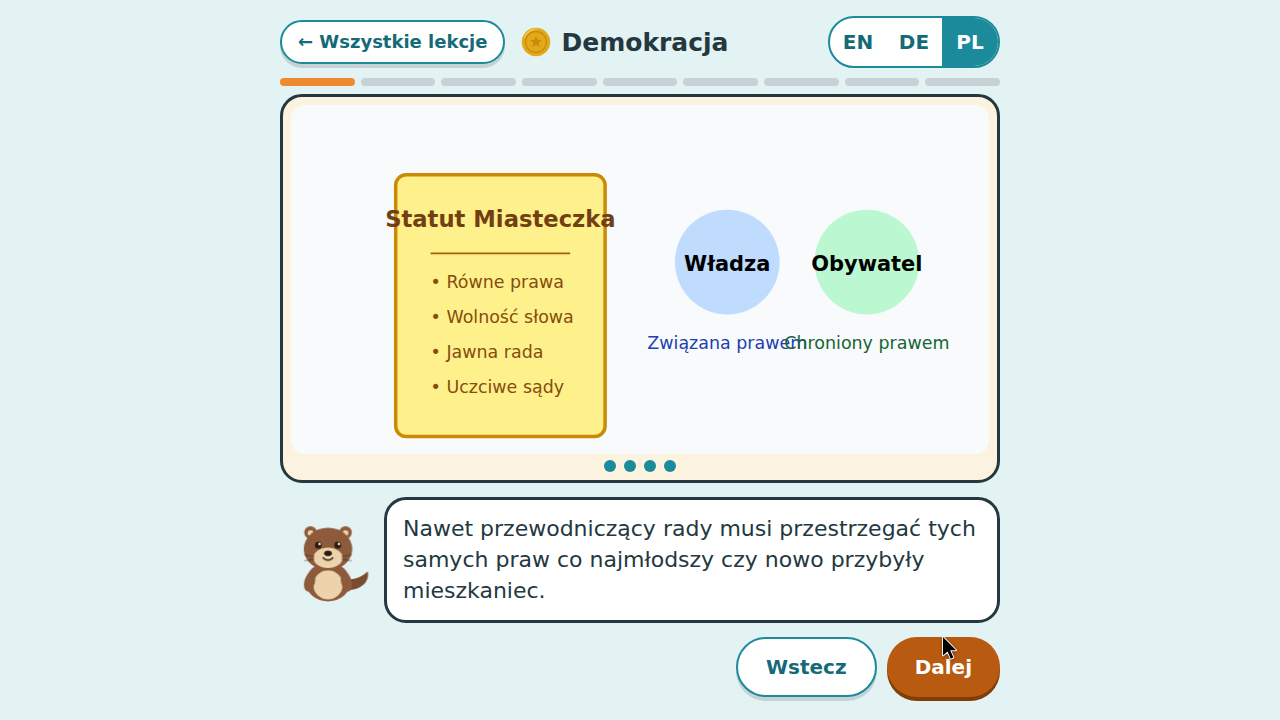 ← Wszystkie lekcje
Demokracja
EN DE PL
Statut Miasteczka
• Równe prawa
• Wolność słowa
• Jawna rada
• Uczciwe sądy
Władza
Obywatel
Związana prawem
Chroniony prawem
Nawet przewodniczący rady musi przestrzegać tych
samych praw co najmłodszy czy nowo przybyły
mieszkaniec.
Wstecz
Dalej